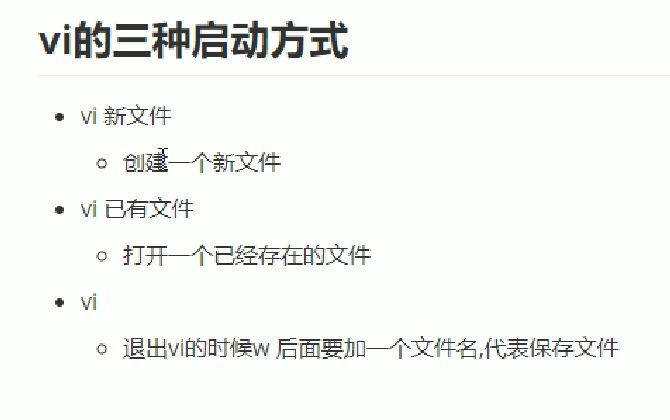 vi的三种启动方式
vi 新文件
创建一个新文件
vi 已有文件
打开一个已经存在的文件
vi
退出vi的时候w 后面要加一个文件名,代表保存文件